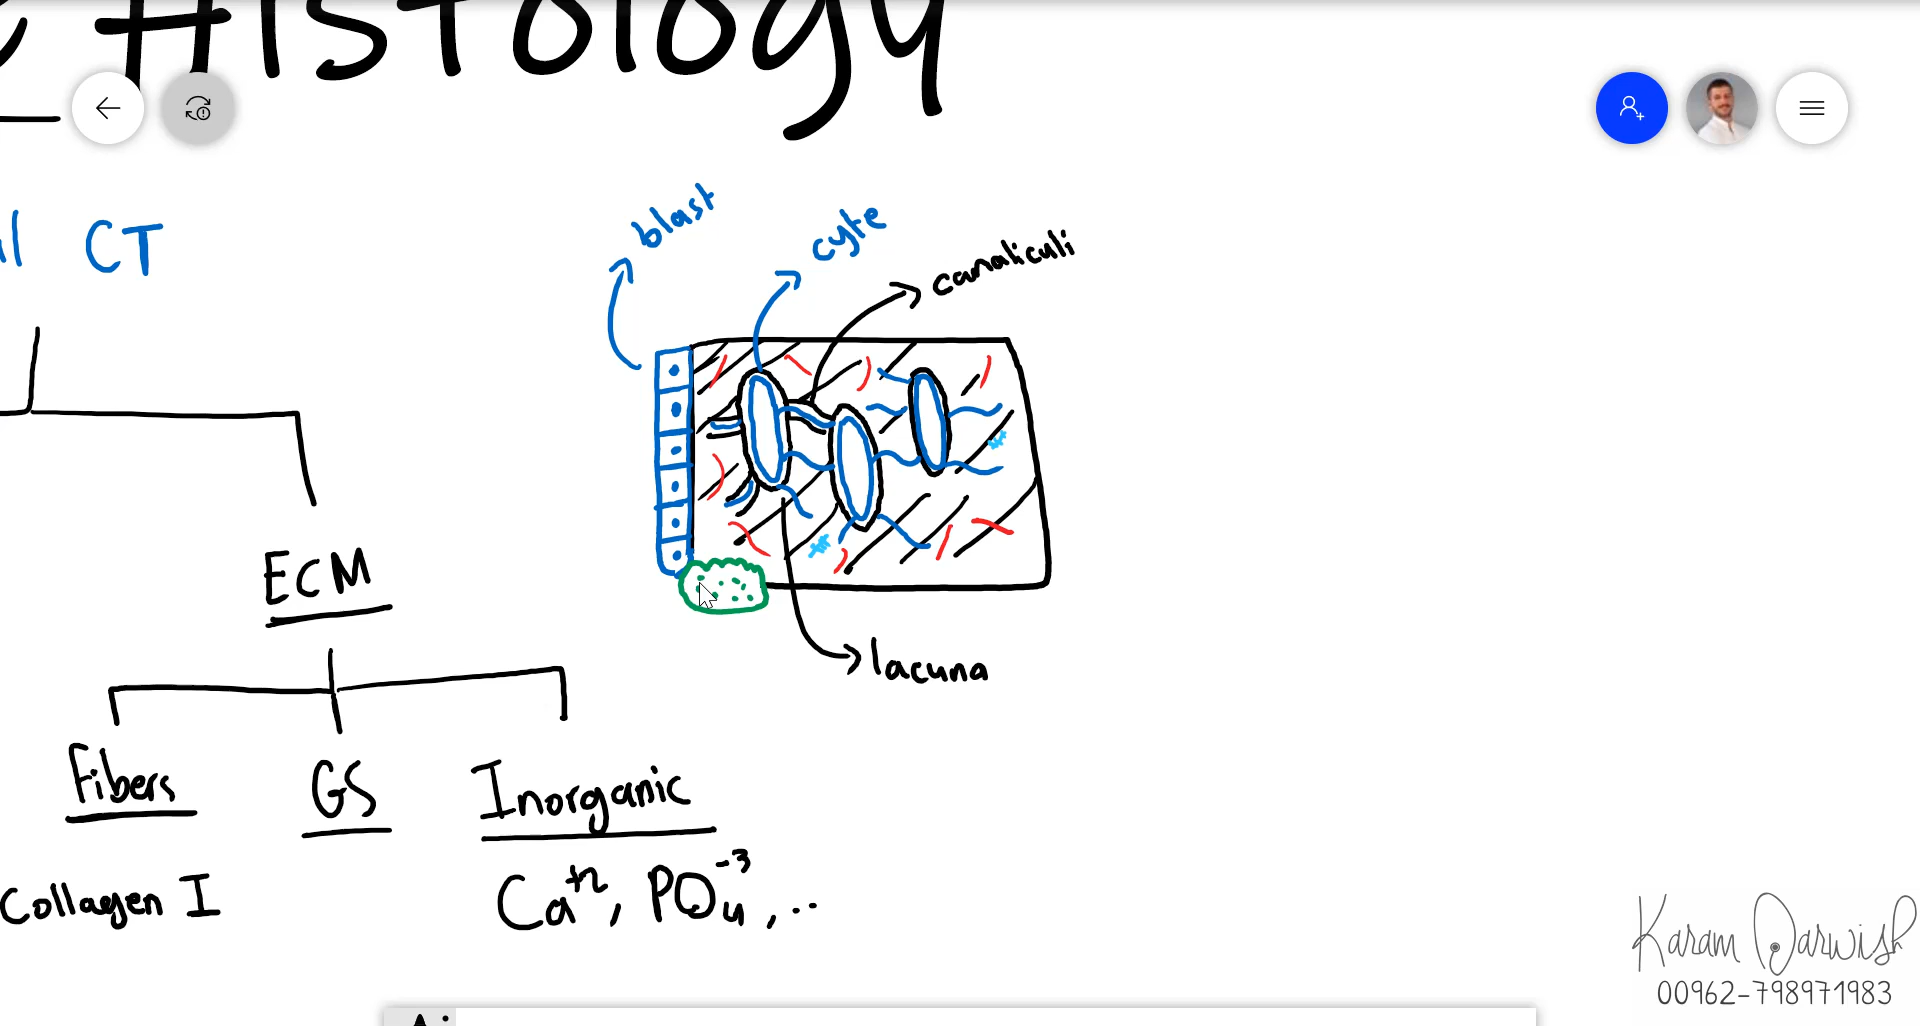 Histology
blast
cyte
canaliculi
CT
ECM
lacuna
Fibers GS Inorganic
Collagen I Ca⁺², PO₄⁻³, ..
Karam Darwish
00962-798971983